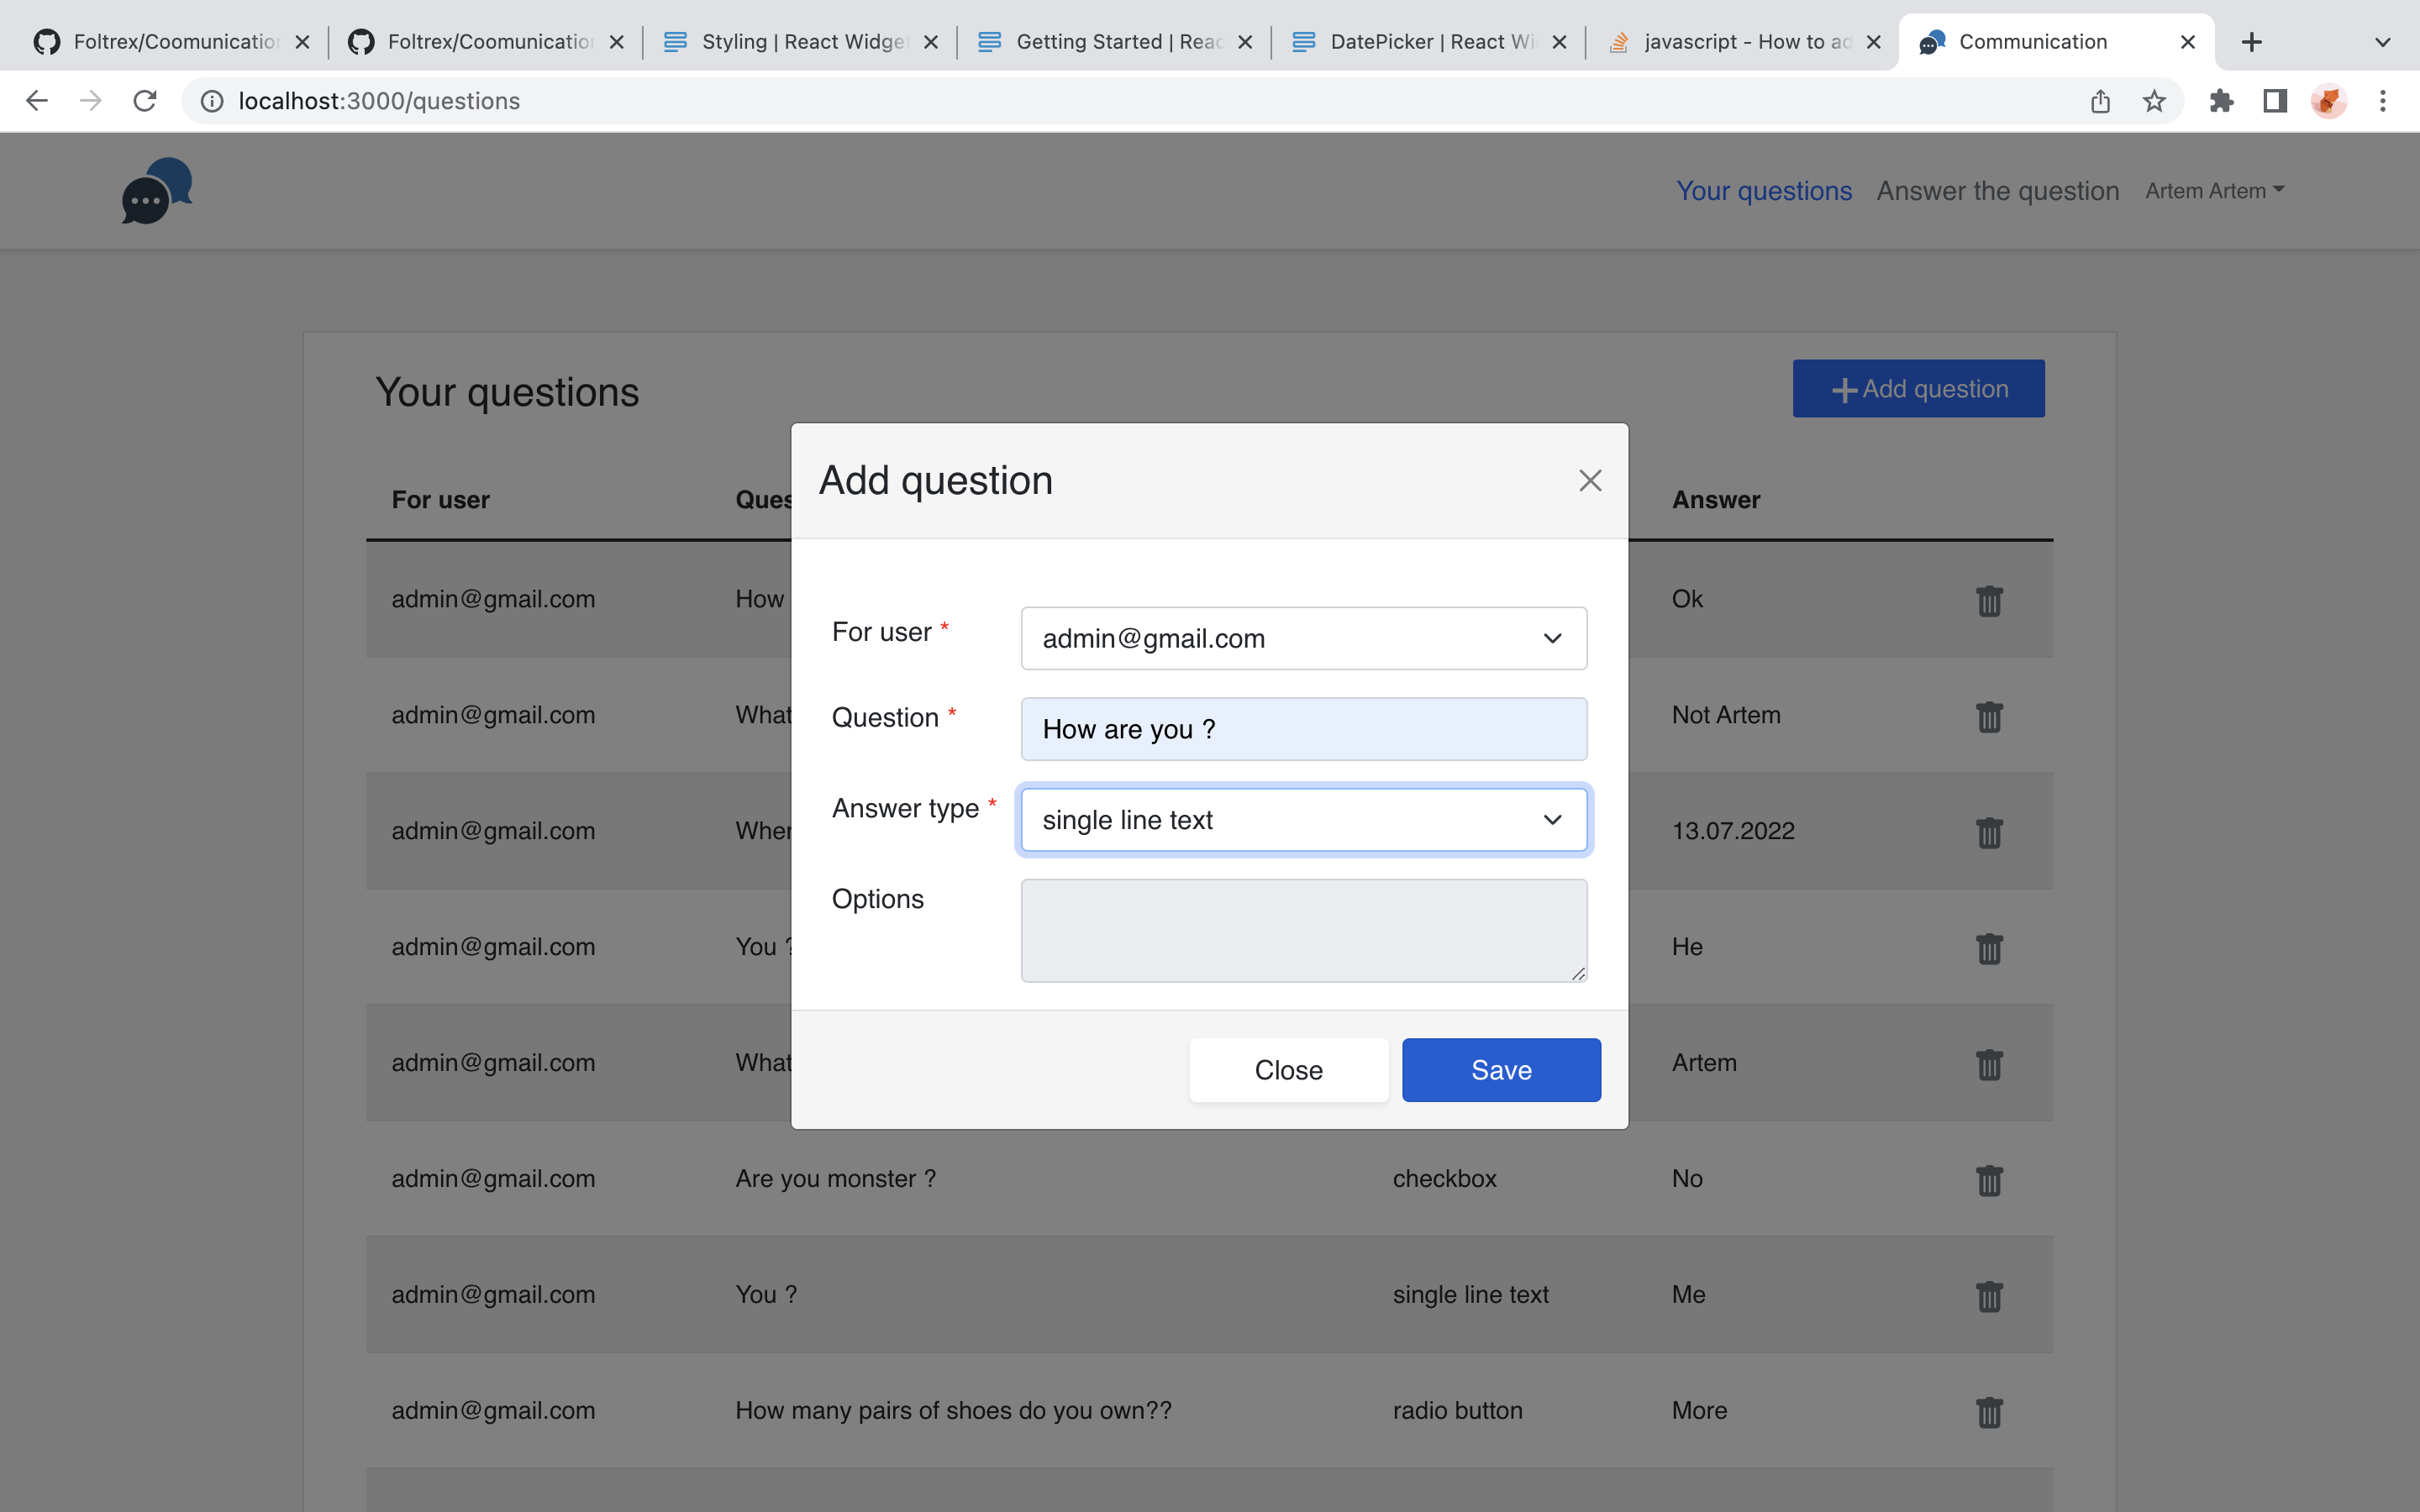 Foltrex/Coomunication
Foltrex/Coomunication
Styling | React Widge
Getting Started | Reac
DatePicker | React Wi
javascript - How to ad
Communication
localhost:3000/questions
Your questions
Answer the question
Artem Artem
Your questions
Add question
Add question
For user
Ques
Answer
admin@gmail.com
How
Ok
For user *
admin@gmail.com
admin@gmail.com
What
Not Artem
Question *
How are you ?
Answer type *
single line text
admin@gmail.com
Wher
13.07.2022
Options
admin@gmail.com
You ?
He
admin@gmail.com
What
Artem
Close
Save
admin@gmail.com
Are you monster ?
checkbox
No
admin@gmail.com
You ?
single line text
Me
admin@gmail.com
How many pairs of shoes do you own??
radio button
More